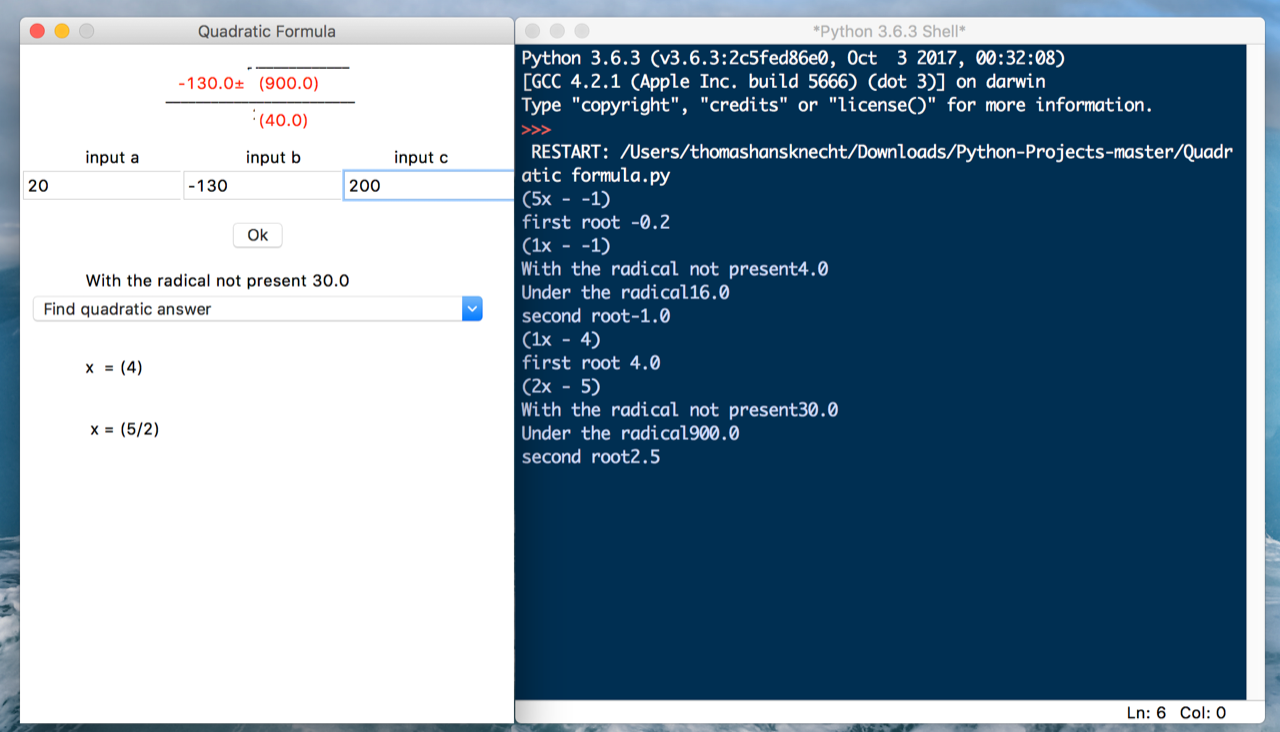 Quadratic Formula
-130.0± (900.0)
(40.0)
input a input b input c
20 -130 200
Ok
With the radical not present 30.0
Find quadratic answer
x = (4)
x = (5/2)
*Python 3.6.3 Shell*
Python 3.6.3 (v3.6.3:2c5fed86e0, Oct  3 2017, 00:32:08)
[GCC 4.2.1 (Apple Inc. build 5666) (dot 3)] on darwin
Type "copyright", "credits" or "license()" for more information.
>>>
 RESTART: /Users/thomashansknecht/Downloads/Python-Projects-master/Quadr
atic formula.py
(5x - -1)
first root -0.2
(1x - -1)
With the radical not present4.0
Under the radical16.0
second root-1.0
(1x - 4)
first root 4.0
(2x - 5)
With the radical not present30.0
Under the radical900.0
second root2.5
Ln: 6 Col: 0